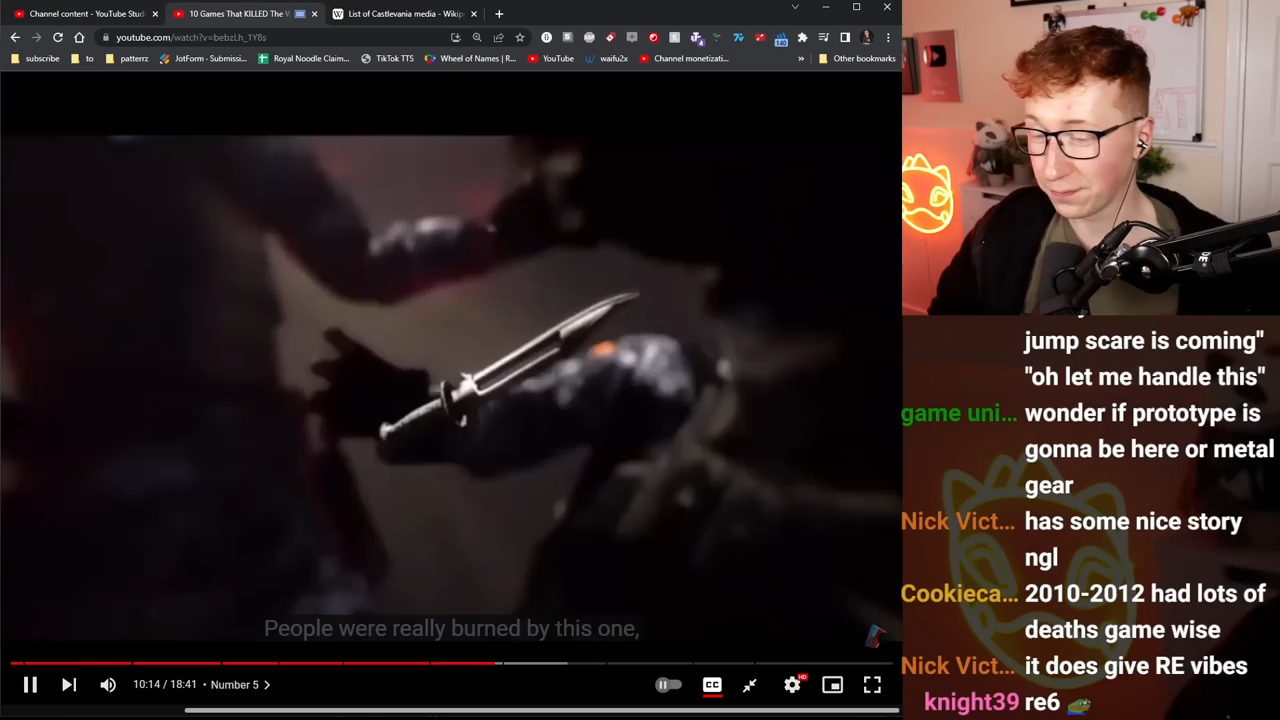 Channel content - YouTube Stud
10 Games That KILLED The V
List of Castlevania media - Wikip
youtube.com/watch?v=bebzLh_1Y8s
140
subscribe
to
patterrz
JotForm - Submissi...
Royal Noodle Claim...
TikTok TTS
Wheel of Names | R...
YouTube
waifu2x
Channel monetizati...
»
Other bookmarks
jump scare is coming"
"oh let me handle this"
game uni... wonder if prototype is
gonna be here or metal
gear
Nick Vict... has some nice story
ngl
Cookieca... 2010-2012 had lots of
deaths game wise
Nick Vict... it does give RE vibes
knight39 re6
People were really burned by this one,
10:14 / 18:41 • Number 5 >
CC
HD